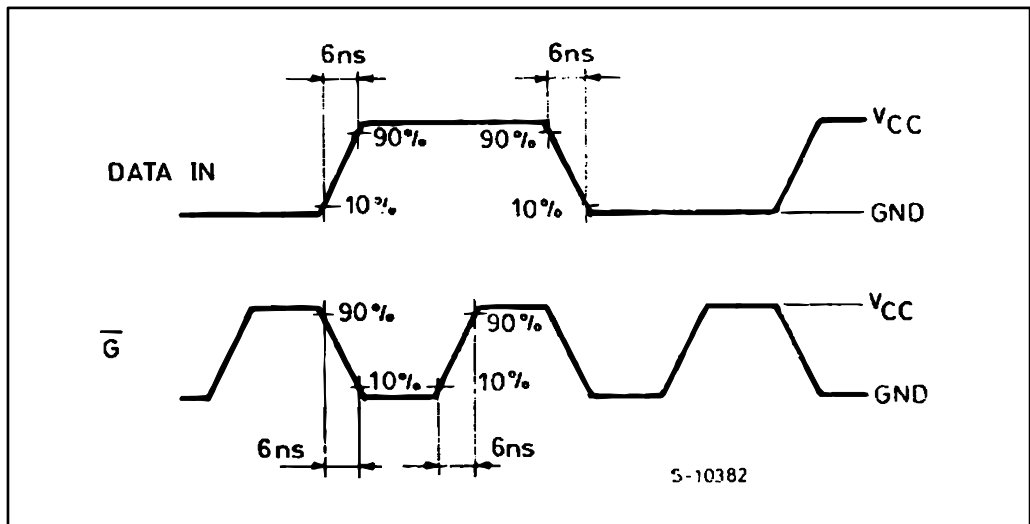 6ns 6ns
90% 90% VCC
DATA IN
10% 10% GND
90% 90% VCC
G
10% 10% GND
6ns 6ns
S-10382